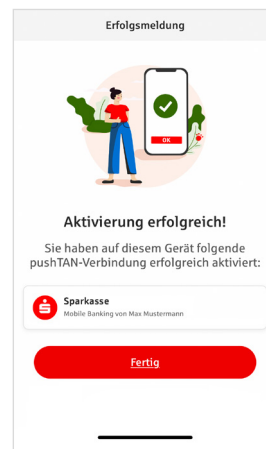 Erfolgsmeldung
OK
Aktivierung erfolgreich!
Sie haben auf diesem Gerät folgende
pushTAN-Verbindung erfolgreich aktiviert:
Sparkasse
Mobile Banking von Max Mustermann
Fertig